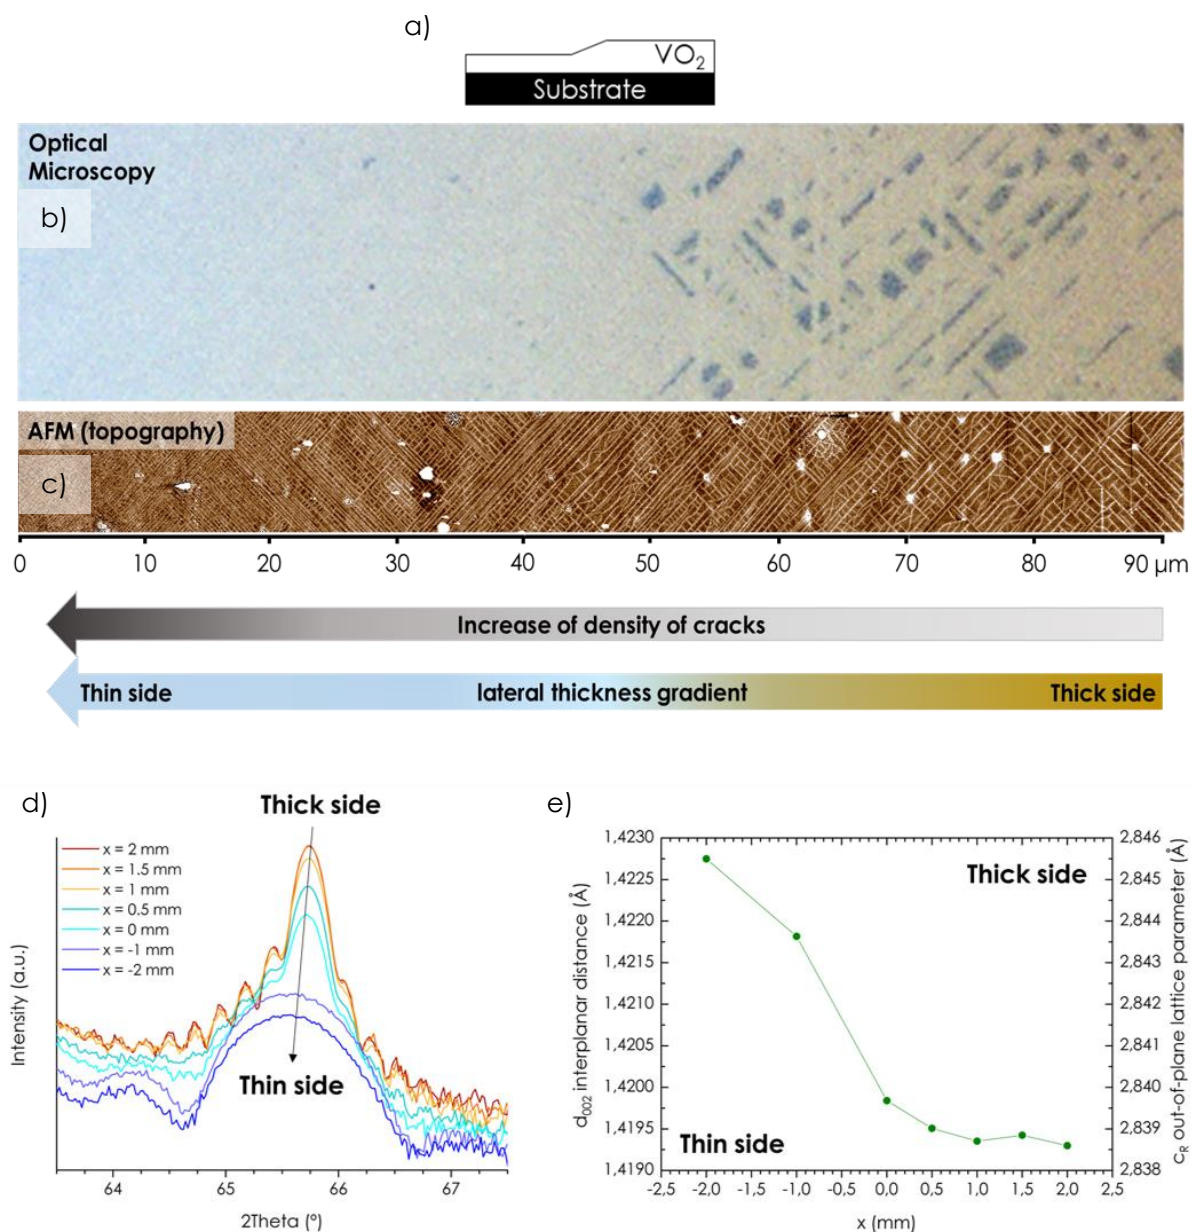 a)
VO2
Substrate
Optical
Microscopy
b)
AFM (topography)
c)
0 10 20 30 40 50 60 70 80 90 µm
Increase of density of cracks
Thin side lateral thickness gradient Thick side
d)
Thick side
x = 2 mm
x = 1.5 mm
x = 1 mm
x = 0.5 mm
x = 0 mm
x = -1 mm
x = -2 mm
Thin side
Intensity (a.u.)
64 65 66 67
2Theta (°)
e)
Thick side
Thin side
d002 interplanar distance (Å)
1,4230
1,4225
1,4220
1,4215
1,4210
1,4205
1,4200
1,4195
1,4190
2,846
2,845
2,844
2,843
2,842
2,841
2,840
2,839
2,838
cR out-of-plane lattice parameter (Å)
-2,5 -2,0 -1,5 -1,0 -0,5 0,0 0,5 1,0 1,5 2,0 2,5
x (mm)